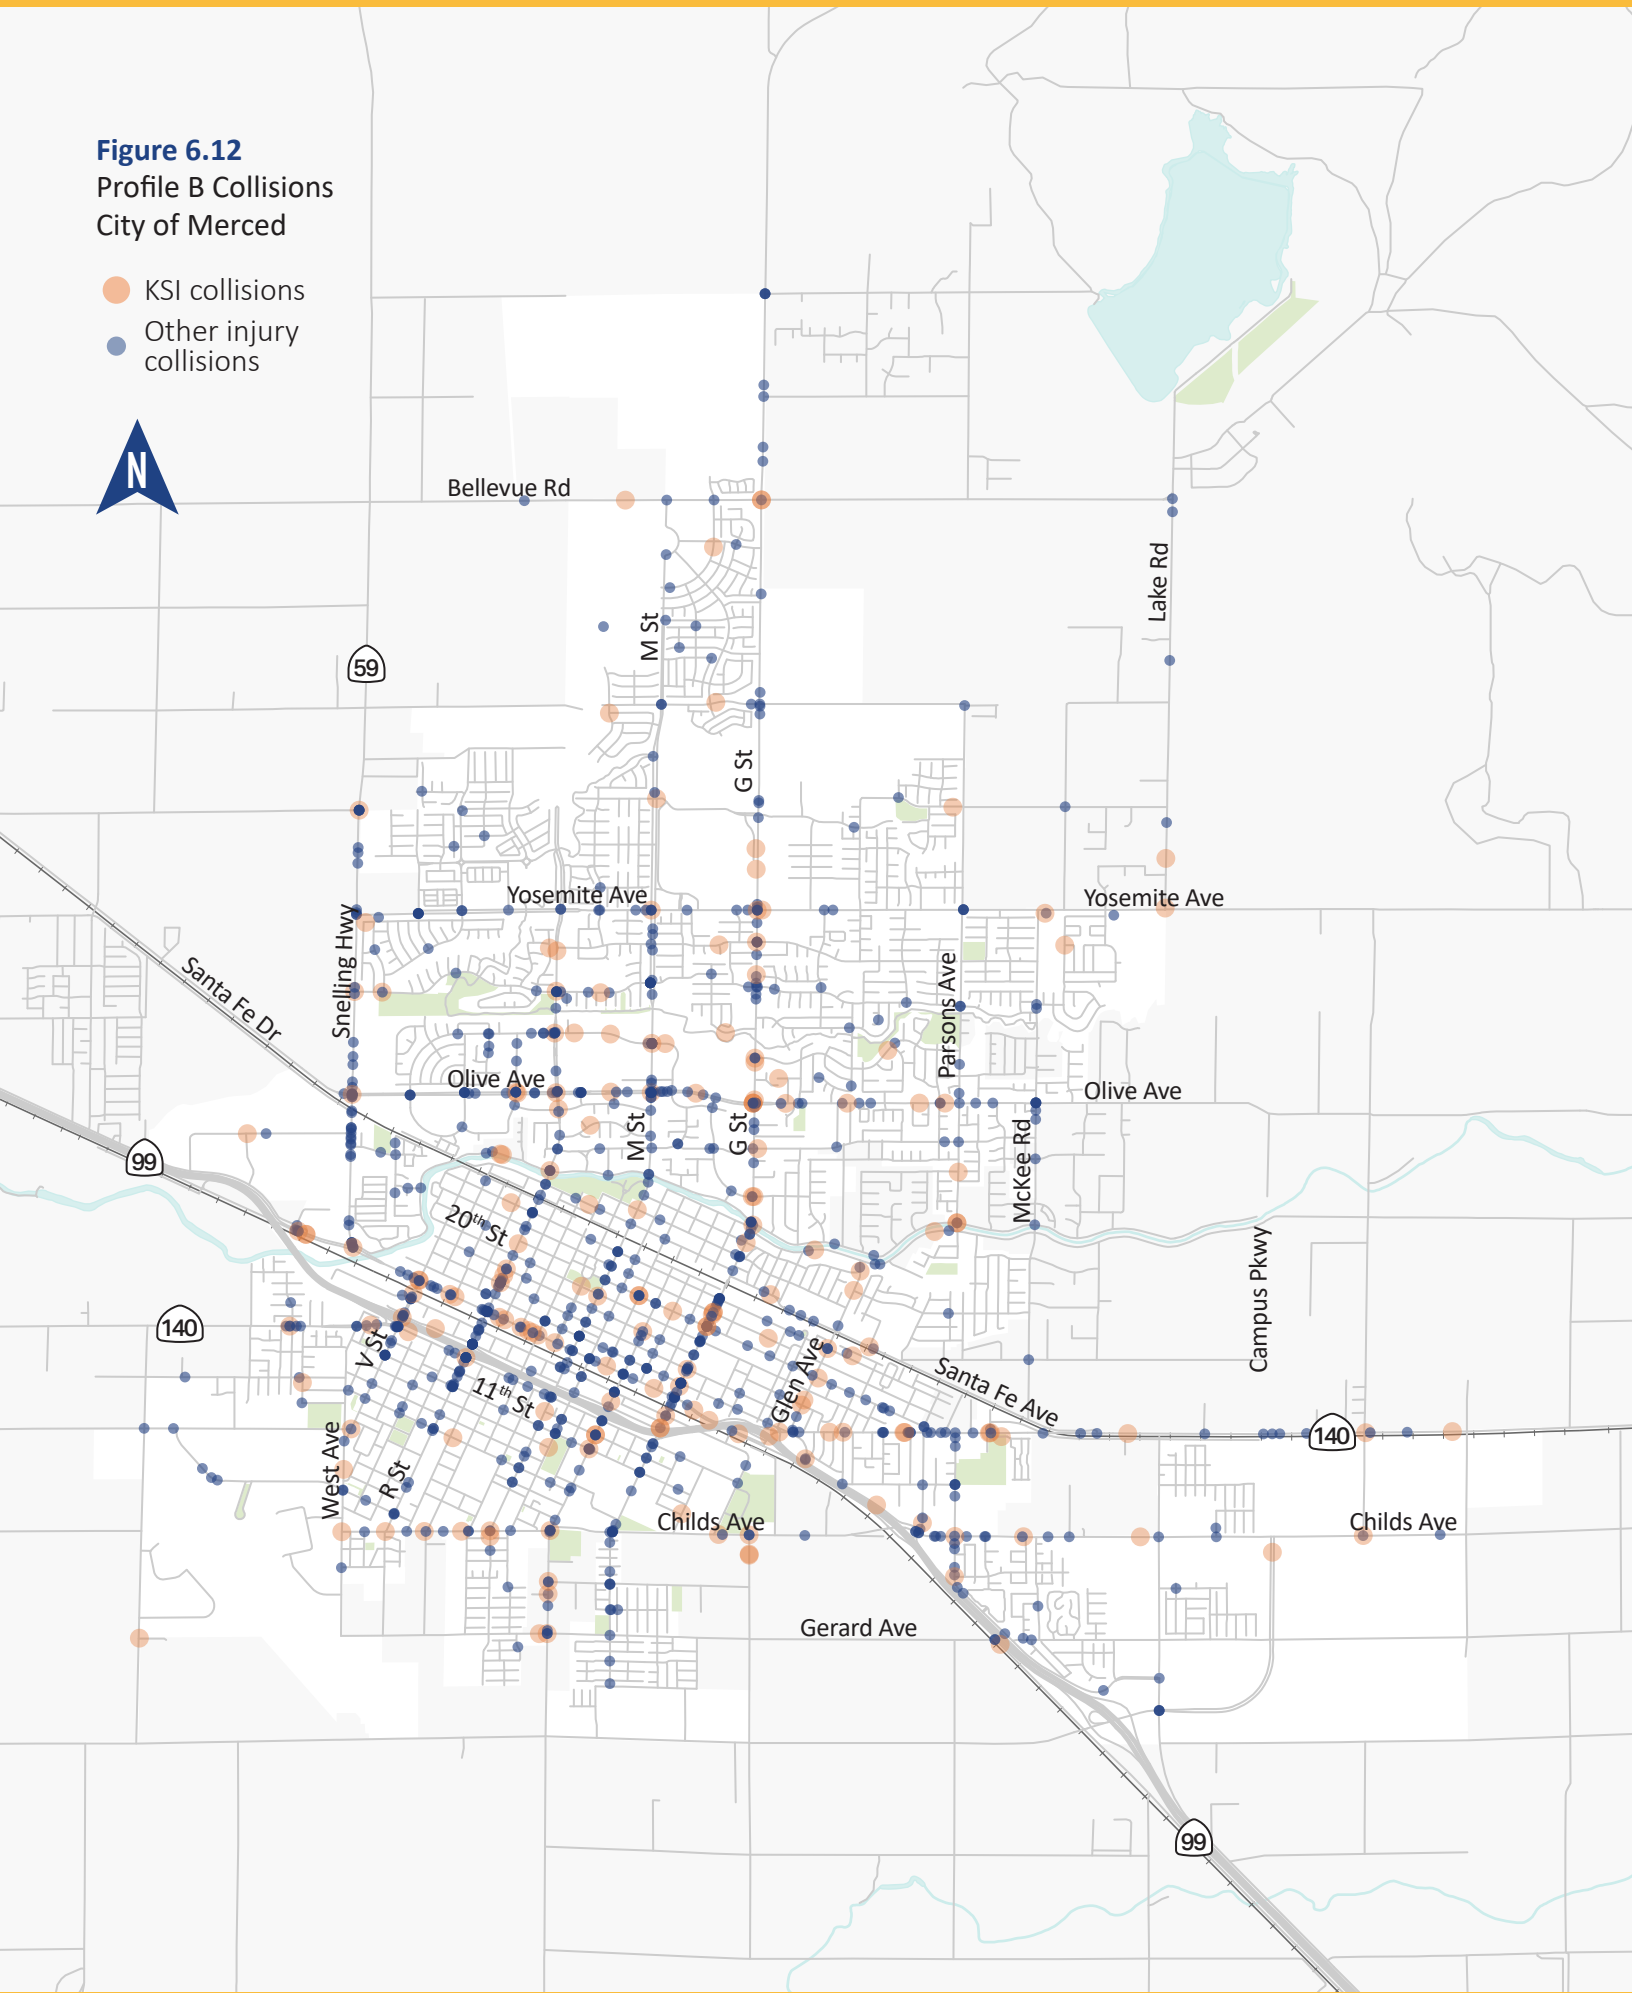 Figure 6.12
Profile B Collisions
City of Merced
KSI collisions
Other injury
collisions
N
Bellevue Rd
Lake Rd
M St
59
G St
Yosemite Ave
Yosemite Ave
Snelling Hwy
Santa Fe Dr
Parsons Ave
Olive Ave
Olive Ave
M St
G St
McKee Rd
99
20th St
Campus Pkwy
140
V St
Glen Ave
Santa Fe Ave
11th St
West Ave
R St
140
Childs Ave
Childs Ave
Gerard Ave
99